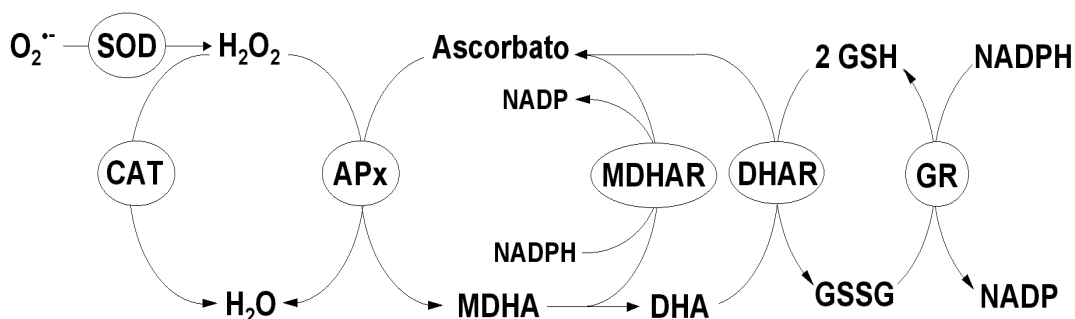 O₂•- SOD H₂O₂ Ascorbato 2 GSH NADPH
NADP
CAT APx MDHAR DHAR GR
NADPH
H₂O MDHA DHA GSSG NADP